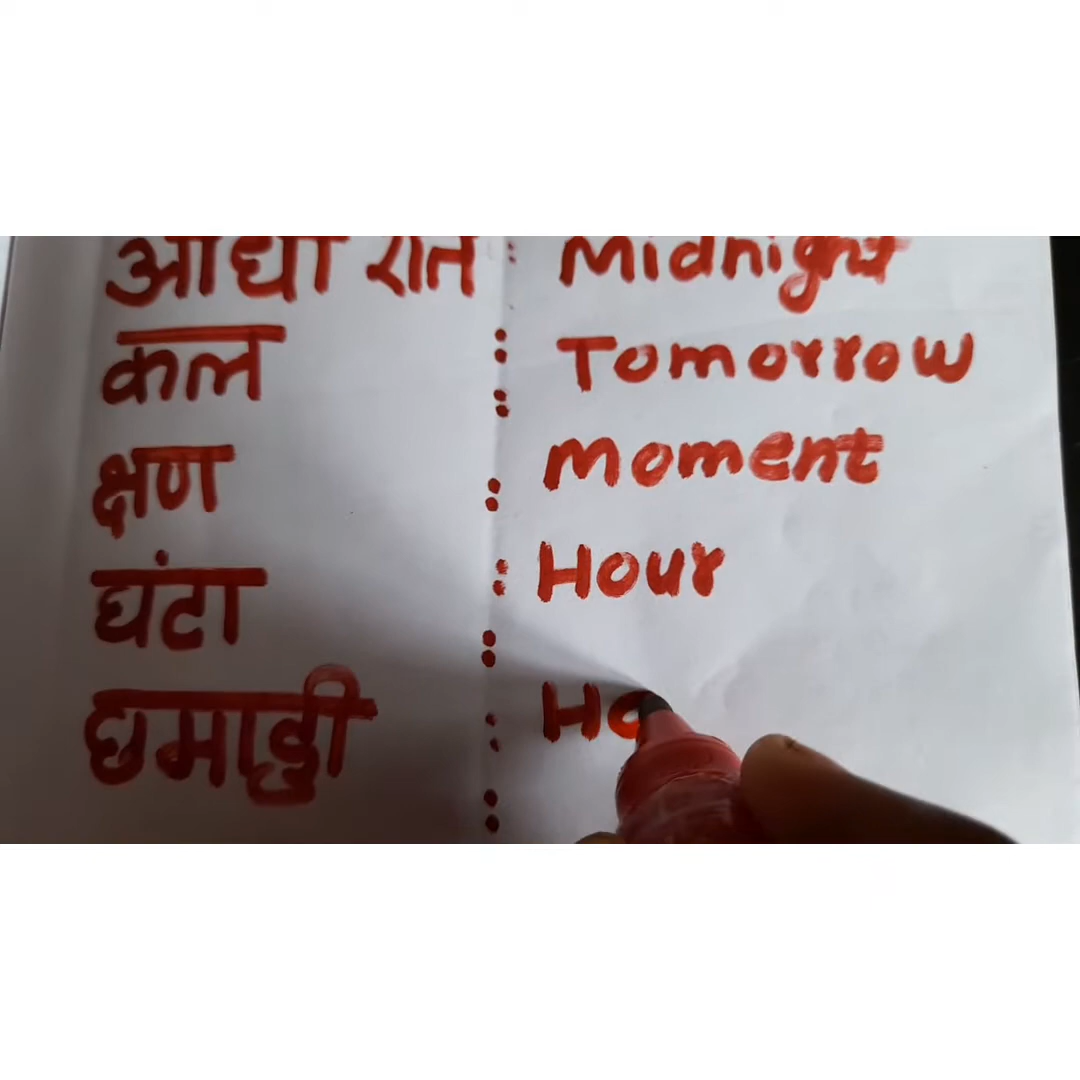 आधी रात : Midnight
कल :: Tomorrow
क्षण : Moment
घंटा : Hour
छमाही : Ho